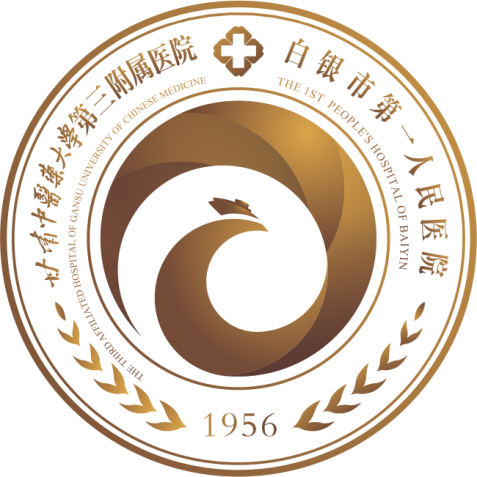 甘肃中医药大学第三附属医院
白银市第一人民医院
THE THIRD AFFILIATED HOSPITAL OF GANSU UNIVERSITY OF CHINESE MEDICINE
THE 1ST PEOPLE'S HOSPITAL OF BAIYIN
1956